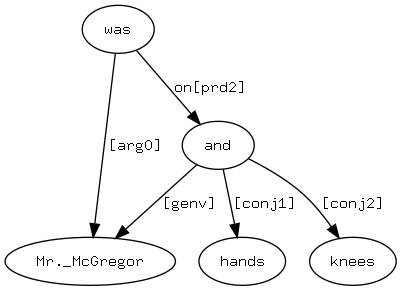 was
on[prd2]
and
[arg0]
[genv]
[conj1]
[conj2]
Mr._McGregor
hands
knees